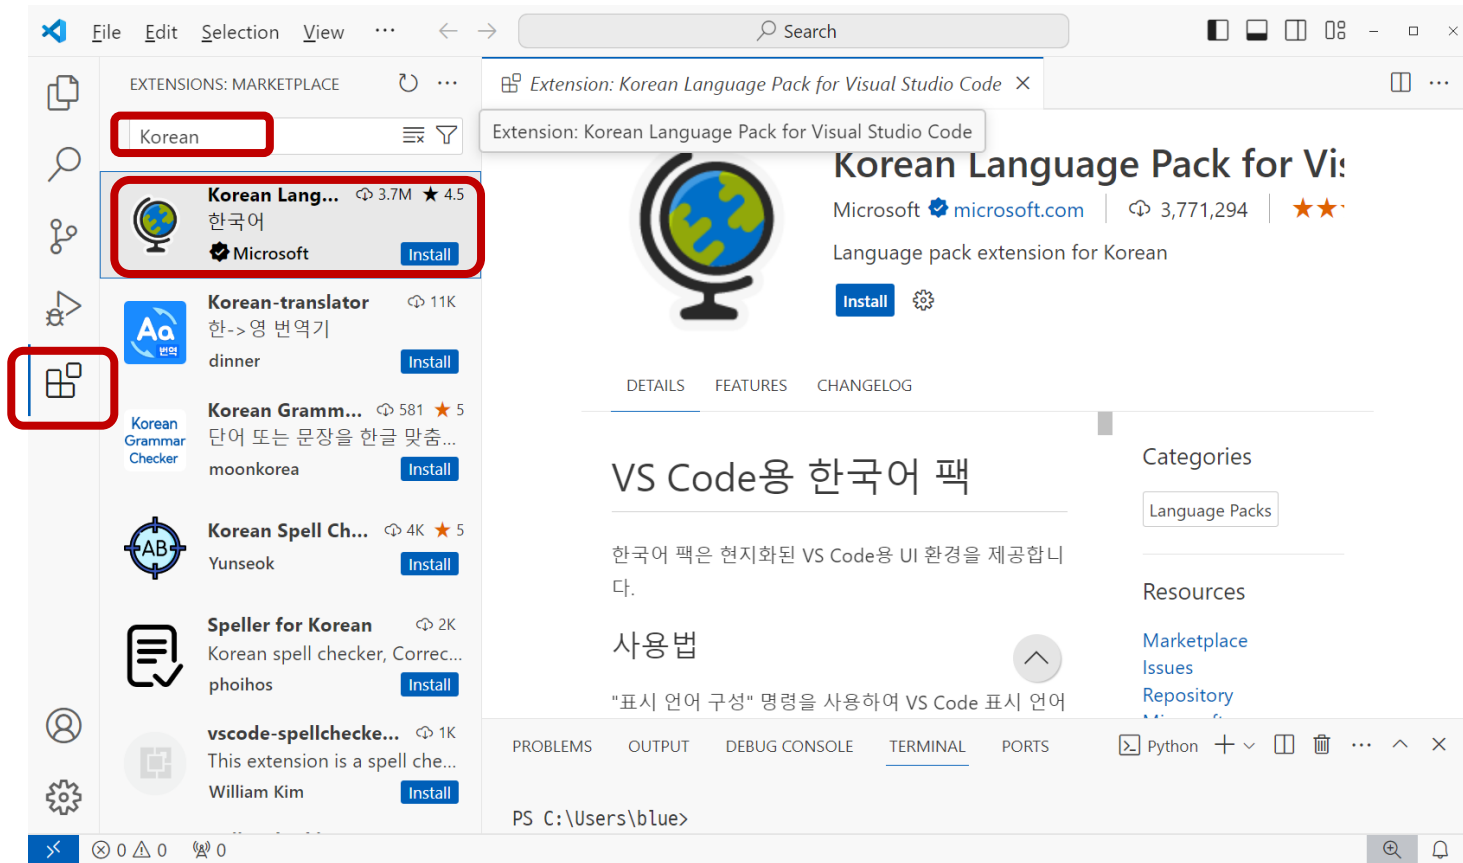 File Edit Selection View ··· Search
EXTENSIONS: MARKETPLACE
Korean
Korean Lang... 3.7M ★ 4.5
한국어
Microsoft Install
Korean-translator 11K
한->영 번역기
dinner Install
Aa
번역
Korean Gramm... 581 ★ 5
단어 또는 문장을 한글 맞춤...
moonkorea Install
Korean
Grammar
Checker
Korean Spell Ch... 4K ★ 5
Yunseok Install
AB
Speller for Korean 2K
Korean spell checker, Correc...
phoihos Install
vscode-spellchecke... 1K
This extension is a spell che...
William Kim Install
Extension: Korean Language Pack for Visual Studio Code
Extension: Korean Language Pack for Visual Studio Code
Korean Language Pack for Vis
Microsoft microsoft.com 3,771,294 ★★
Language pack extension for Korean
Install
DETAILS FEATURES CHANGELOG
VS Code용 한국어 팩
한국어 팩은 현지화된 VS Code용 UI 환경을 제공합니
다.
사용법
"표시 언어 구성" 명령을 사용하여 VS Code 표시 언어
Categories
Language Packs
Resources
Marketplace
Issues
Repository
PROBLEMS OUTPUT DEBUG CONSOLE TERMINAL PORTS Python
PS C:\Users\blue>
0 0 0